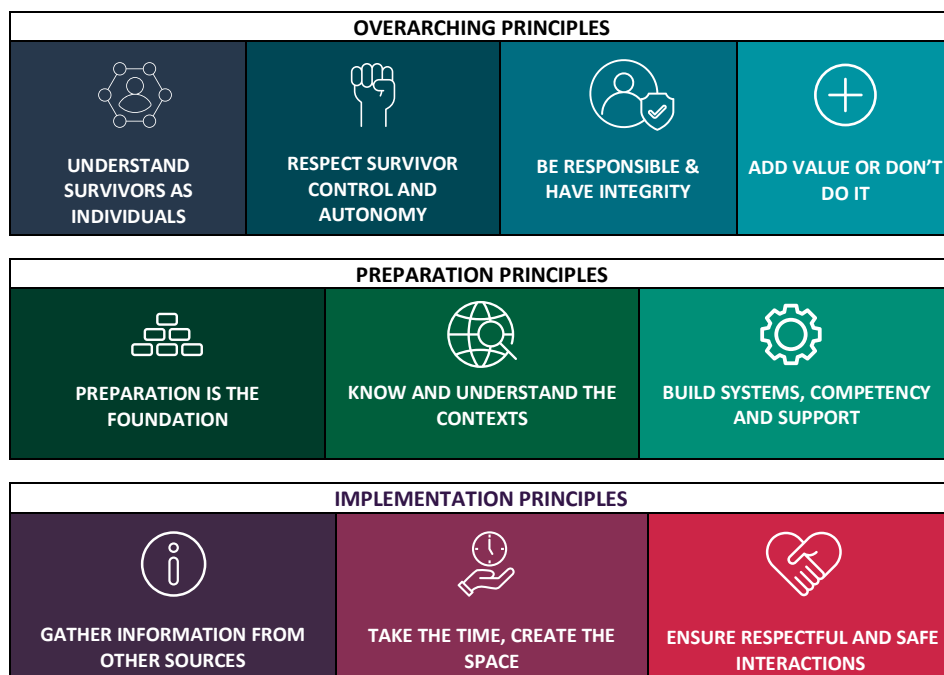 OVERARCHING PRINCIPLES
UNDERSTAND
SURVIVORS AS
INDIVIDUALS
RESPECT SURVIVOR
CONTROL AND
AUTONOMY
BE RESPONSIBLE &
HAVE INTEGRITY
ADD VALUE OR DON’T
DO IT
PREPARATION PRINCIPLES
PREPARATION IS THE
FOUNDATION
KNOW AND UNDERSTAND THE
CONTEXTS
BUILD SYSTEMS, COMPETENCY
AND SUPPORT
IMPLEMENTATION PRINCIPLES
GATHER INFORMATION FROM
OTHER SOURCES
TAKE THE TIME, CREATE THE
SPACE
ENSURE RESPECTFUL AND SAFE
INTERACTIONS